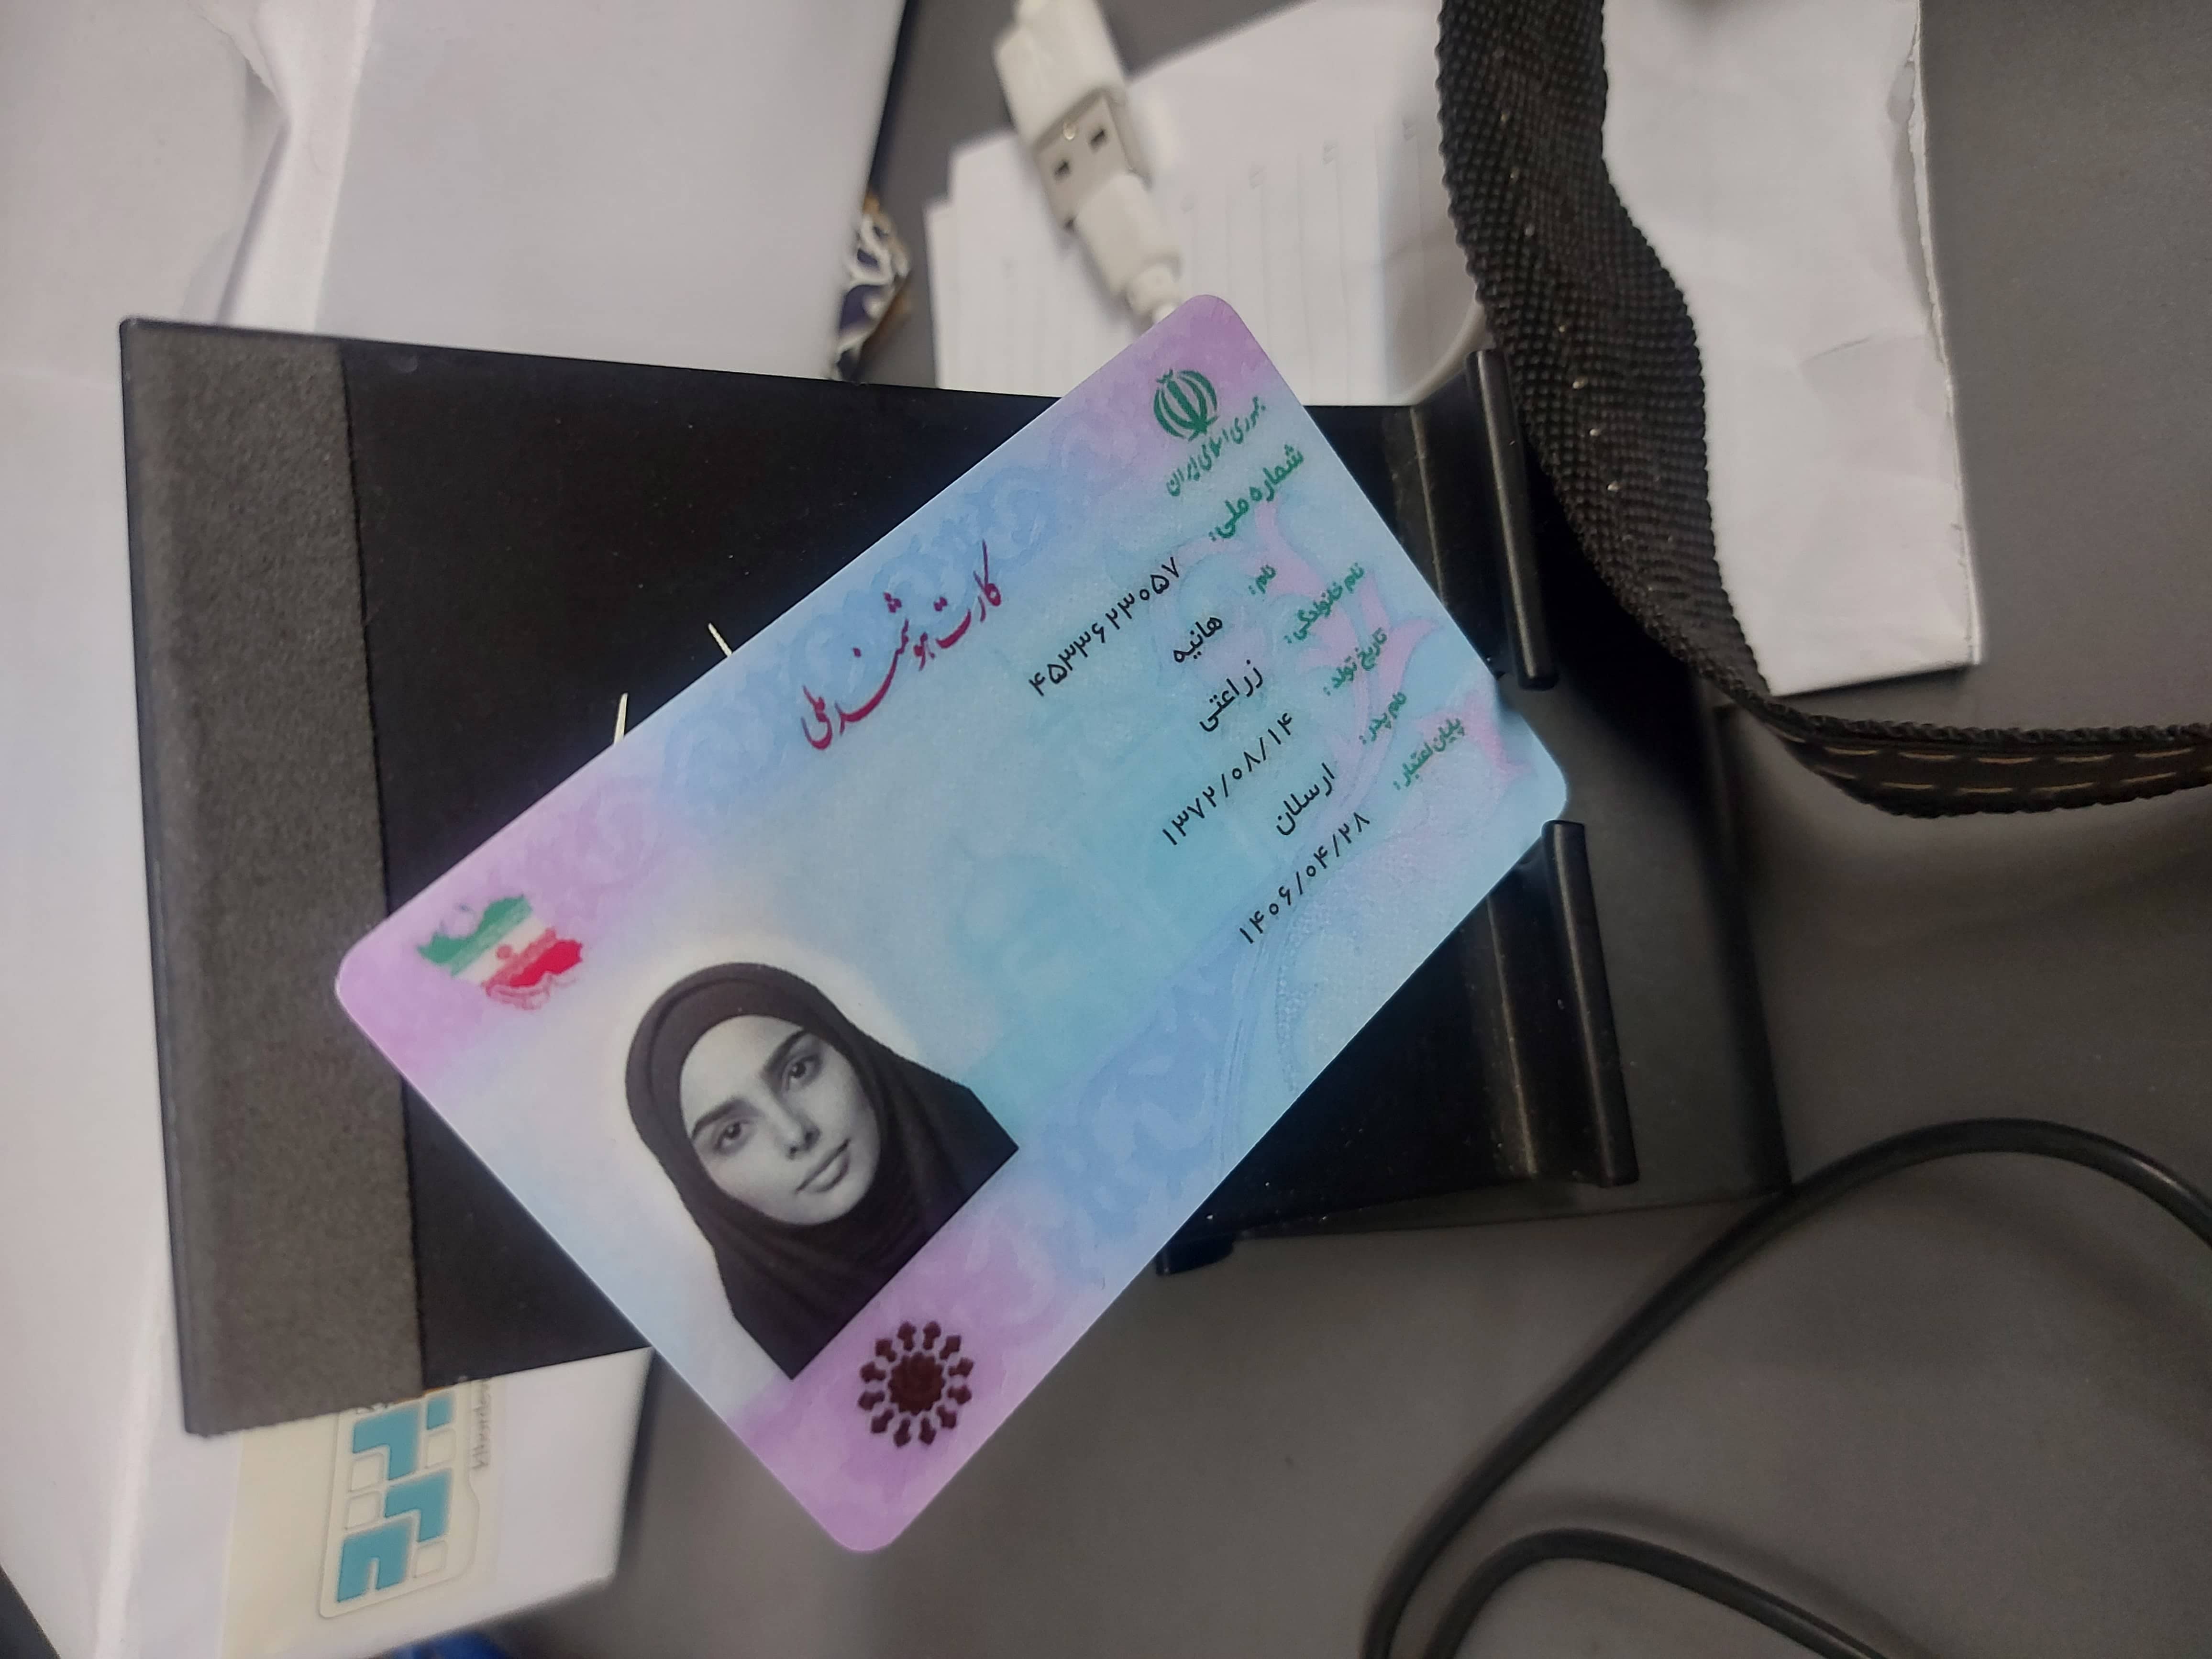 جمهوری اسلامی ایران
کارت هوشمند ملی
شماره ملی: ۴۵۳۳۶۲۳۰۵۷
نام: هانیه
نام خانوادگی: زراعتی
تاریخ تولد: ۱۳۷۲/۰۸/۱۴
نام پدر: ارسلان
پایان اعتبار: ۱۴۰۶/۰۴/۲۸